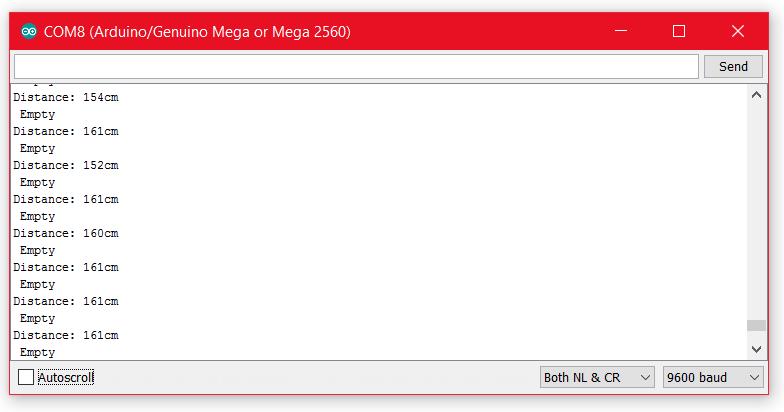 COM8 (Arduino/Genuino Mega or Mega 2560)
Send
Distance: 154cm
Empty
Distance: 161cm
Empty
Distance: 152cm
Empty
Distance: 161cm
Empty
Distance: 160cm
Empty
Distance: 161cm
Empty
Distance: 161cm
Empty
Distance: 161cm
Empty
Autoscroll Both NL & CR 9600 baud